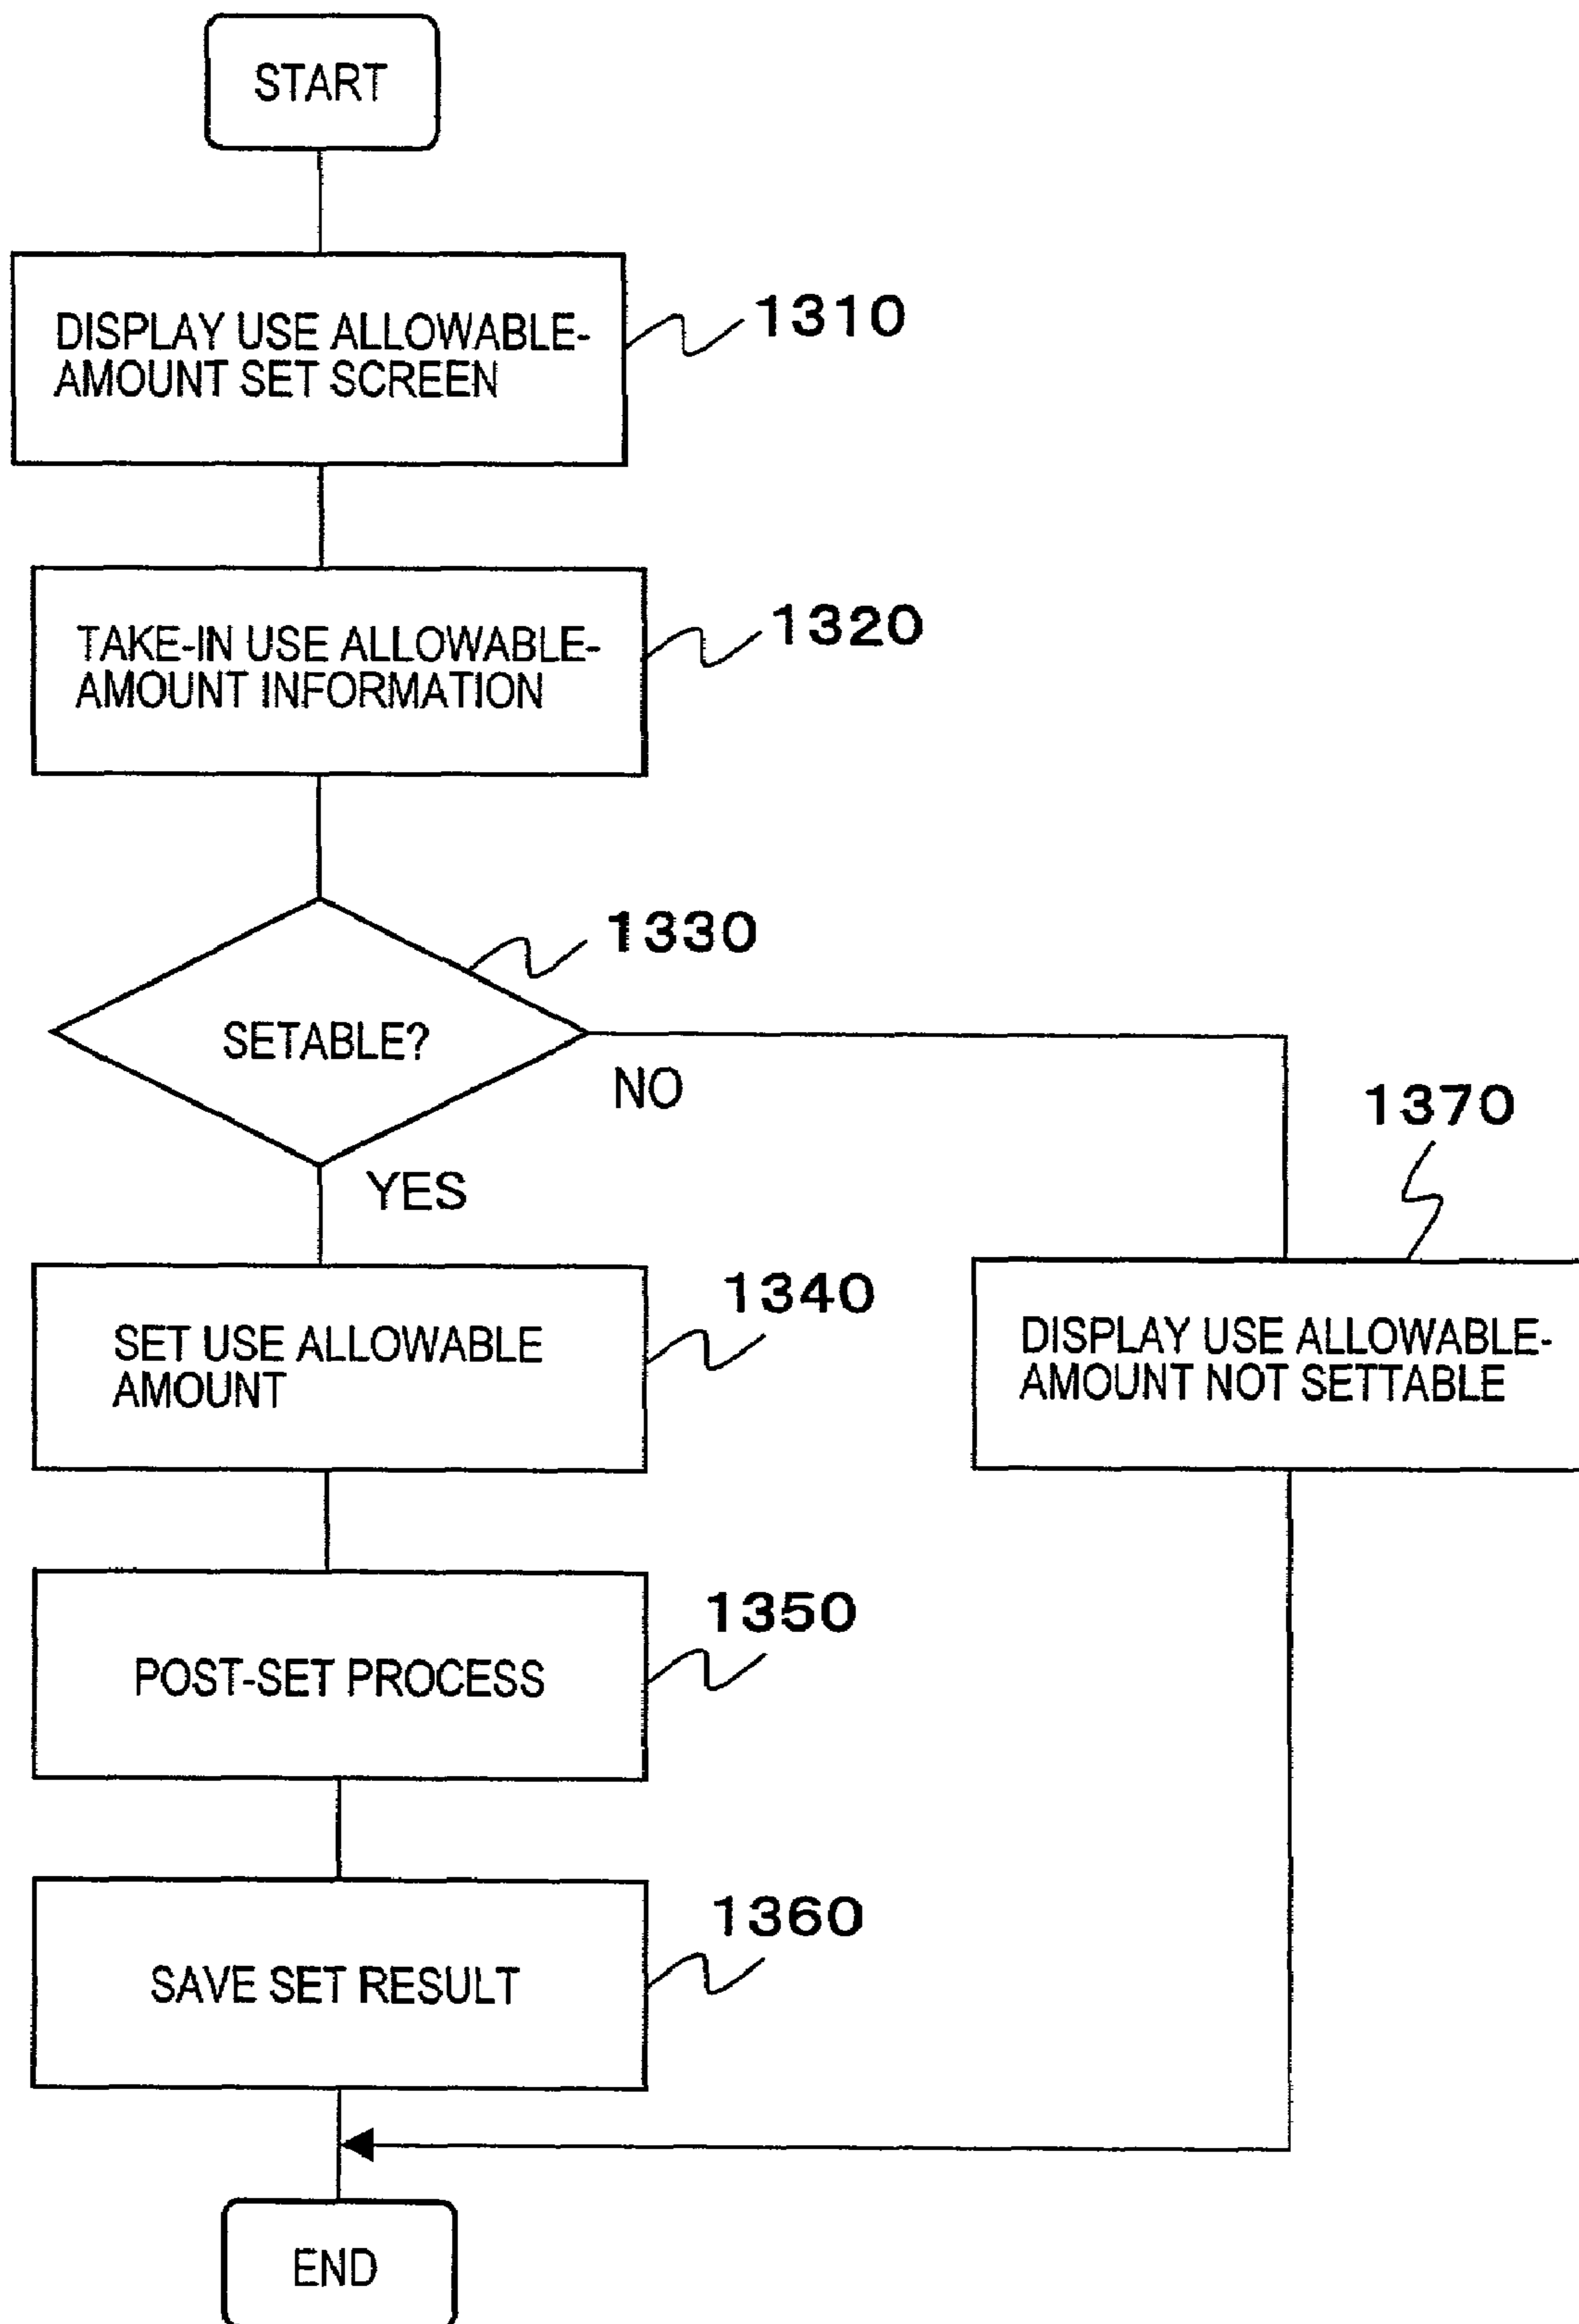 START
DISPLAY USE ALLOWABLE-
AMOUNT SET SCREEN
1310
TAKE-IN USE ALLOWABLE-
AMOUNT INFORMATION
1320
1330
SETABLE?
NO
YES
1370
SET USE ALLOWABLE
AMOUNT
1340
DISPLAY USE ALLOWABLE-
AMOUNT NOT SETTABLE
POST-SET PROCESS
1350
SAVE SET RESULT
1360
END